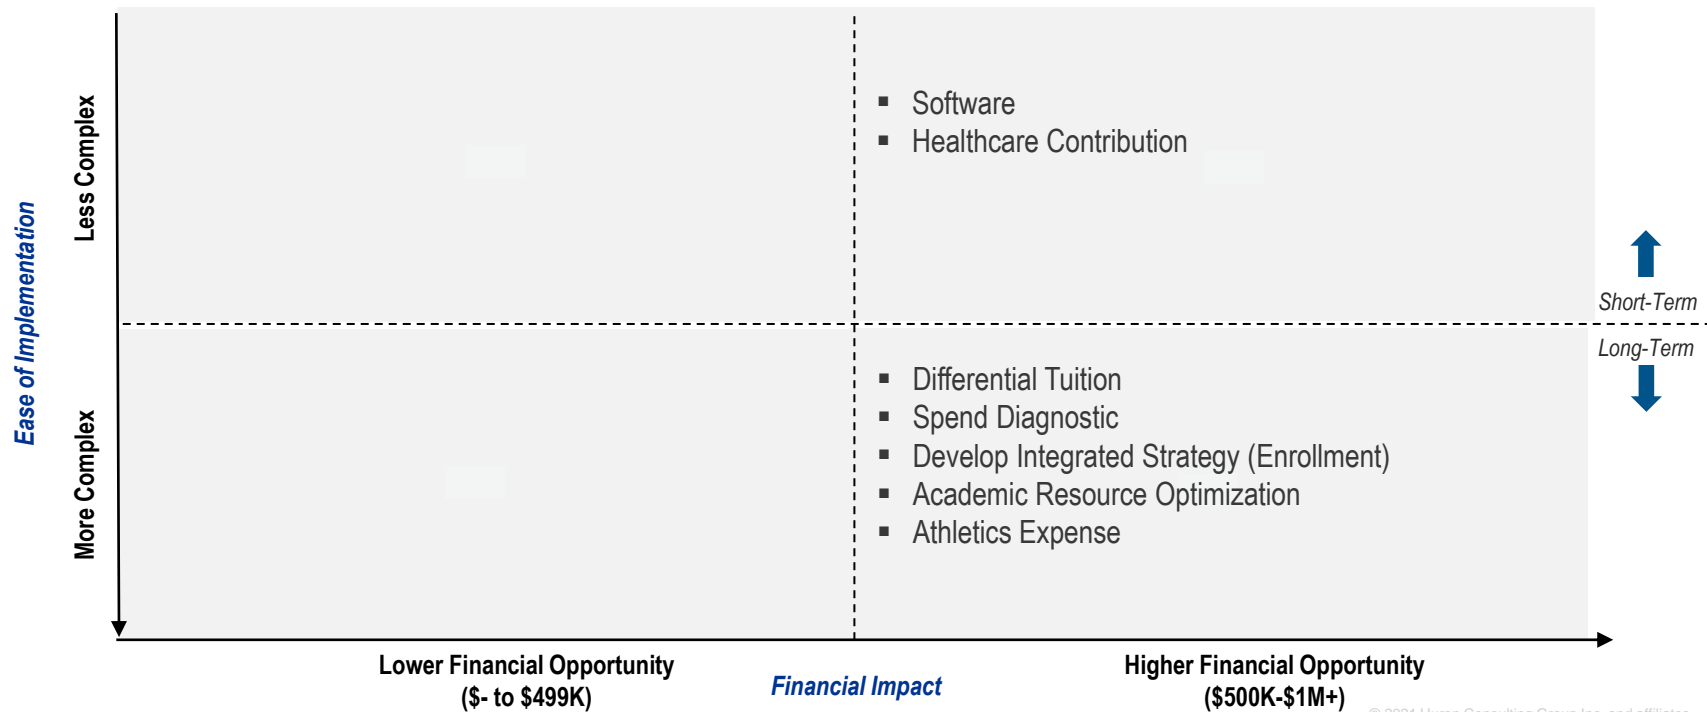 Ease of Implementation
Less Complex
More Complex
▪ Software
▪ Healthcare Contribution
Short-Term
Long-Term
▪ Differential Tuition
▪ Spend Diagnostic
▪ Develop Integrated Strategy (Enrollment)
▪ Academic Resource Optimization
▪ Athletics Expense
Lower Financial Opportunity
($- to $499K)
Financial Impact
Higher Financial Opportunity
($500K-$1M+)